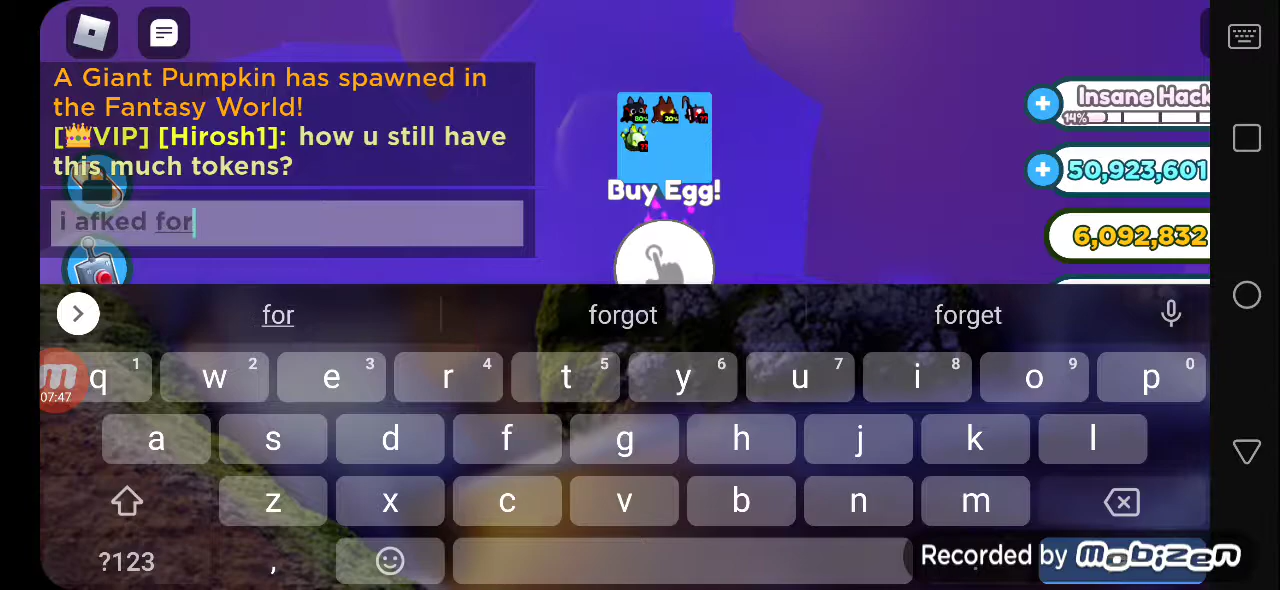 A Giant Pumpkin has spawned in
the Fantasy World!
[👑VIP] [Hirosh1]: how u still have
this much tokens?
i afked for
80% 20% ??
??
Buy Egg!
Insane Hack
14%
50,923,601
6,092,832
for forgot forget
q 1 w 2 e 3 r 4 t 5 y 6 u 7 i 8 o 9 p 0
m
07:47
a s d f g h j k l
z x c v b n m
?123 , .
Recorded by mobizen